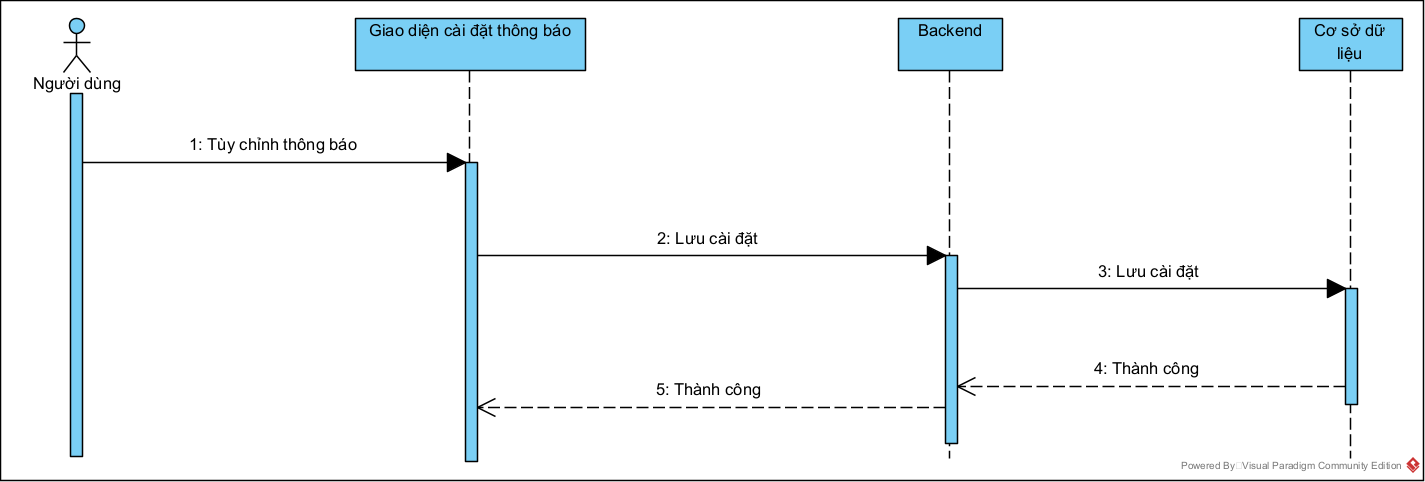 Người dùng
Giao diện cài đặt thông báo
Backend
Cơ sở dữ
liệu
1: Tùy chỉnh thông báo
2: Lưu cài đặt
3: Lưu cài đặt
4: Thành công
5: Thành công
Powered By Visual Paradigm Community Edition